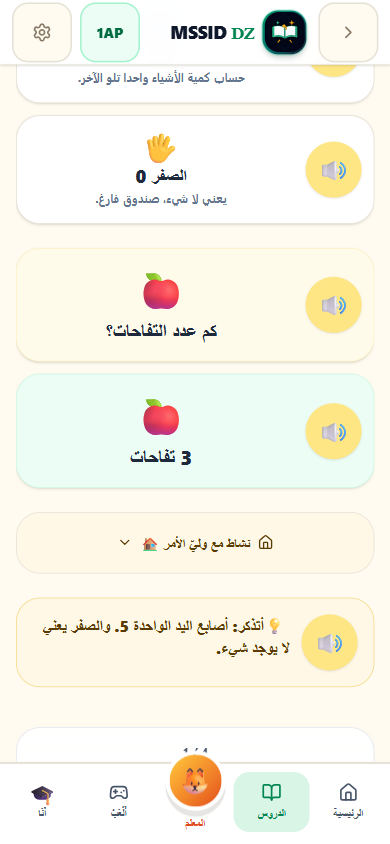 1AP
MSSID DZ
حساب كمية الأشياء واحدا تلو الآخر.
الصفر 0
يعني لا شيء، صندوق فارغ.
كم عدد التفاحات؟
3 تفاحات
نشاط مع وليّ الأمر
أتذكر: أصابع اليد الواحدة 5. والصفر يعني
لا يوجد شيء.
الرئيسية
الدروس
المعلم
ألعب
أنا